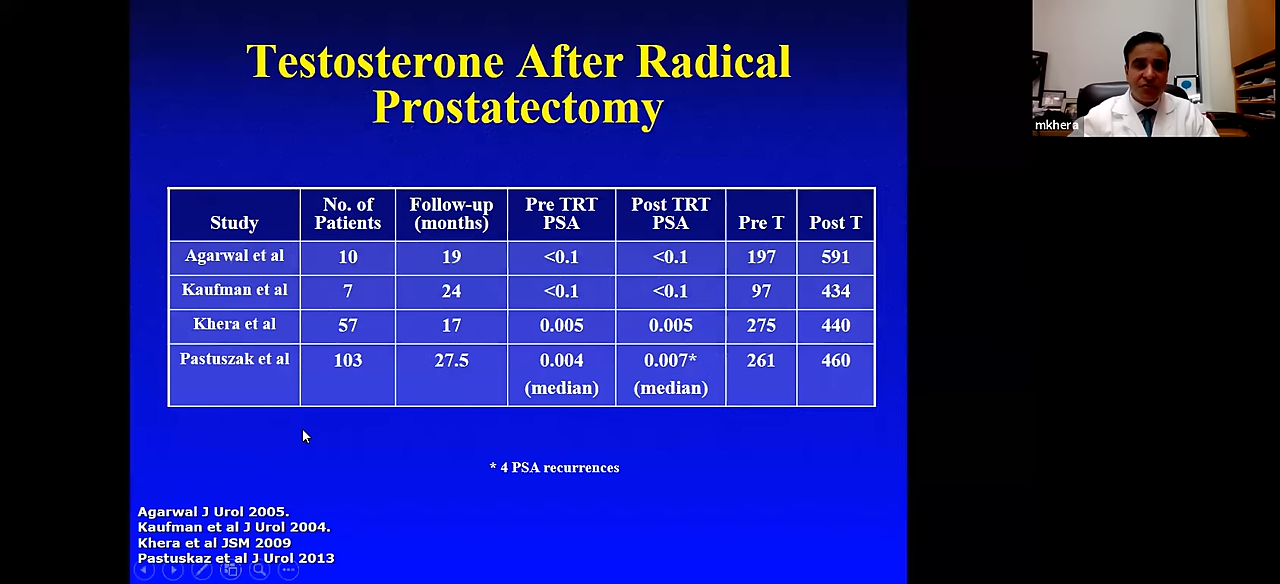 Testosterone After Radical
Prostatectomy
mkhera
Study No. of Patients Follow-up (months) Pre TRT PSA Post TRT PSA Pre T Post T
Agarwal et al 10 19 <0.1 <0.1 197 591
Kaufman et al 7 24 <0.1 <0.1 97 434
Khera et al 57 17 0.005 0.005 275 440
Pastuszak et al 103 27.5 0.004 0.007* 261 460
(median) (median)
* 4 PSA recurrences
Agarwal J Urol 2005.
Kaufman et al J Urol 2004.
Khera et al JSM 2009
Pastuskaz et al J Urol 2013